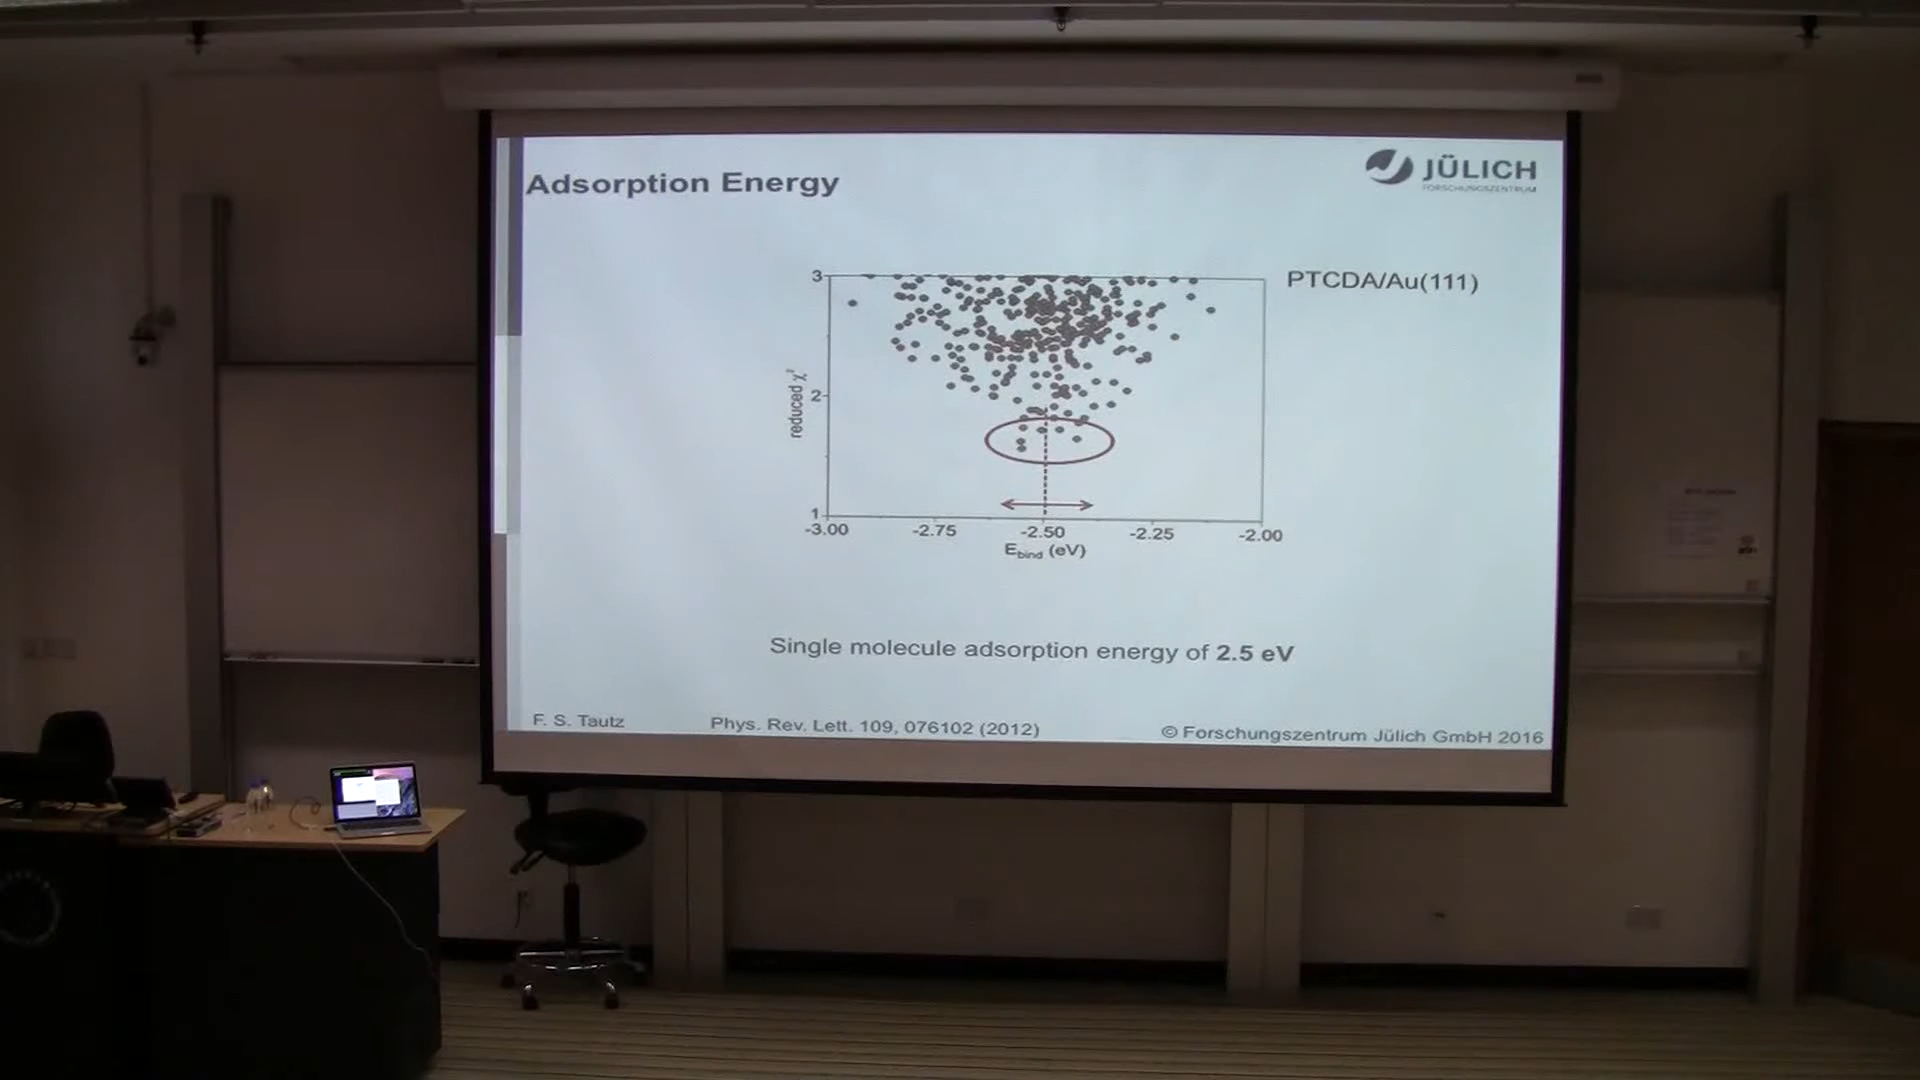 Adsorption Energy
JÜLICH
FORSCHUNGSZENTRUM
PTCDA/Au(111)
3
2
1
reduced χ²
-3.00 -2.75 -2.50 -2.25 -2.00
Ebind (eV)
Single molecule adsorption energy of 2.5 eV
F. S. Tautz Phys. Rev. Lett. 109, 076102 (2012) © Forschungszentrum Jülich GmbH 2016